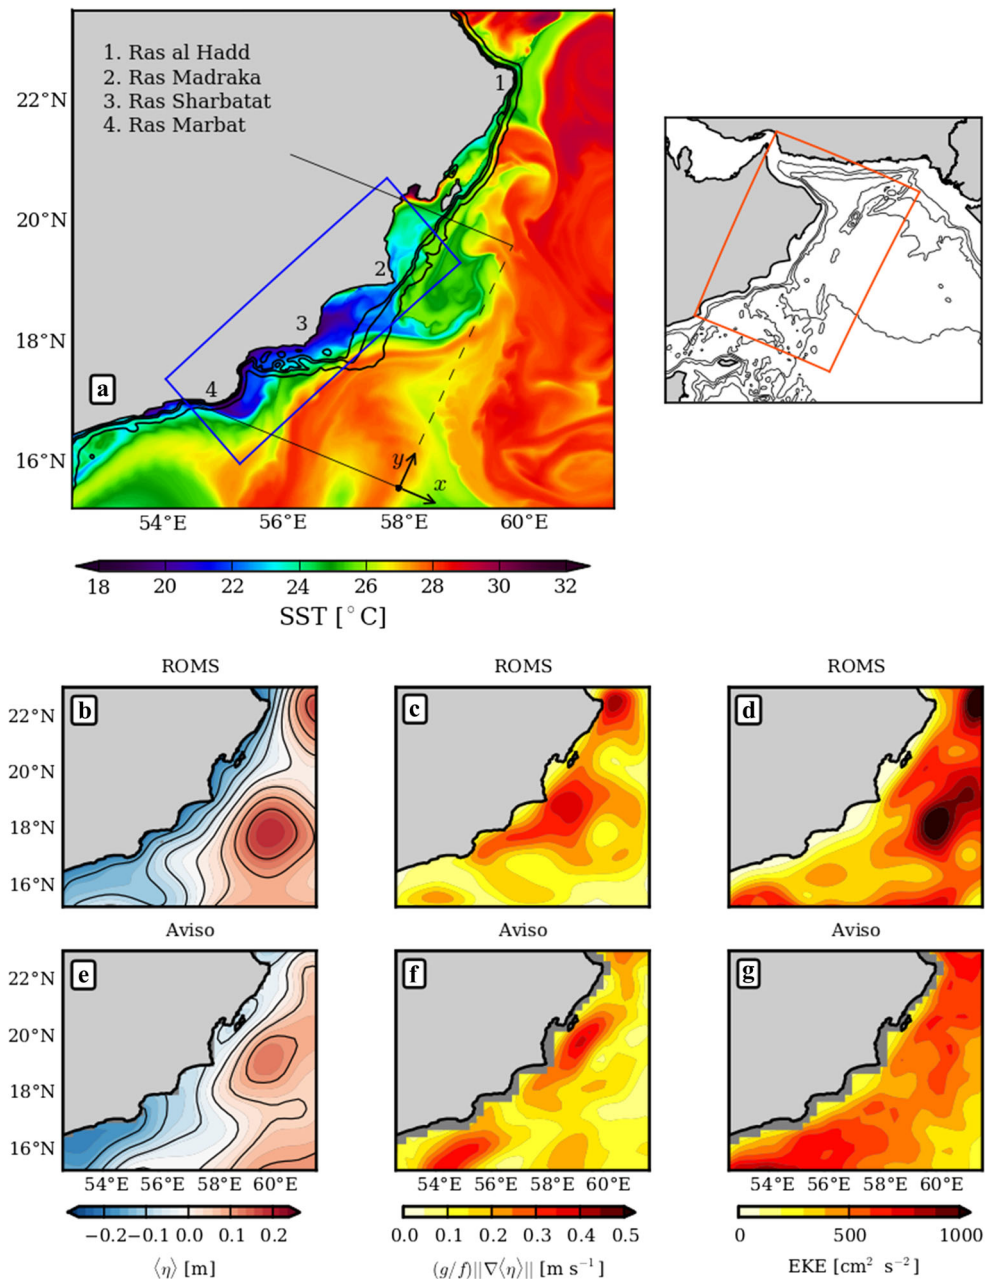 1. Ras al Hadd
2. Ras Madraka
3. Ras Sharbatat
4. Ras Marbat
1
2
3
4
a
y
x
22°N
20°N
18°N
16°N
54°E 56°E 58°E 60°E
18 20 22 24 26 28 30 32
SST [°C]
ROMS ROMS ROMS
b c d
22°N
20°N
18°N
16°N
Aviso Aviso Aviso
e f g
22°N
20°N
18°N
16°N
54°E 56°E 58°E 60°E 54°E 56°E 58°E 60°E 54°E 56°E 58°E 60°E
−0.2 −0.1 0.0 0.1 0.2 0.0 0.1 0.2 0.3 0.4 0.5 0 500 1000
⟨η⟩ [m] (g/f)||∇⟨η⟩|| [m s⁻¹] EKE [cm² s⁻²]